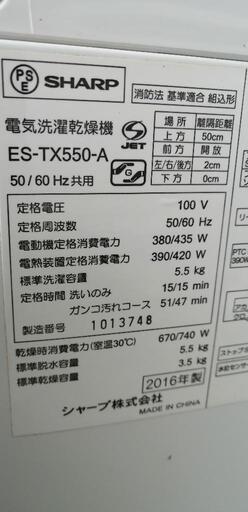 PS
E
SHARP
消防法 基準適合 組込形
電気洗濯乾燥機
JET
ES-TX550-A
50/60 Hz共用
場所 離隔距離
上方 50cm
前方 開放
左/右/後方 2cm
下方 0cm
定格電圧 100 V
定格周波数 50/60 Hz
電動機定格消費電力 380/435 W
電熱装置定格消費電力 390/420 W
標準洗濯容量 5.5 kg
定格時間 洗いのみ 15/15 min
ガンコ汚れコース 51/47 min
製造番号 1013748
乾燥時消費電力(室温30℃) 670/740 W
標準脱水容量 5.5 kg
標準乾燥容量 3.5 kg
2016年製
シャープ株式会社
MADE IN CHINA
PTC
390W